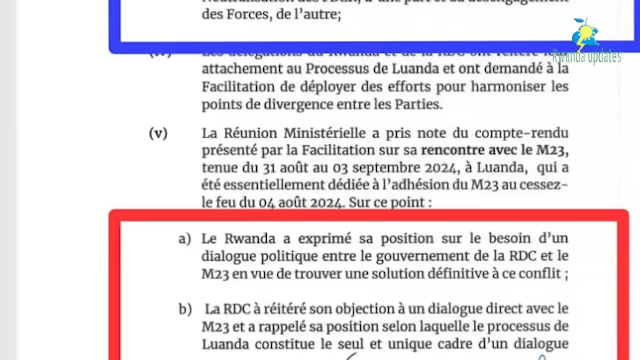 des Forces, de l'autre;
Rwanda updates
(iv) Les délégations du Rwanda et de la RDC ont réitéré leur
attachement au Processus de Luanda et ont demandé à la
Facilitation de déployer des efforts pour harmoniser les
points de divergence entre les Parties.
(v) La Réunion Ministérielle a pris note du compte-rendu
présenté par la Facilitation sur sa rencontre avec le M23,
tenue du 31 août au 03 septembre 2024, à Luanda, qui a
été essentiellement dédiée à l'adhésion du M23 au cessez-
le feu du 04 août 2024. Sur ce point :
a) Le Rwanda a exprimé sa position sur le besoin d'un
dialogue politique entre le gouvernement de la RDC et le
M23 en vue de trouver une solution définitive à ce conflit ;
b) La RDC à réitéré son objection à un dialogue direct avec le
M23 et a rappelé sa position selon laquelle le processus de
Luanda constitue le seul et unique cadre d'un dialogue